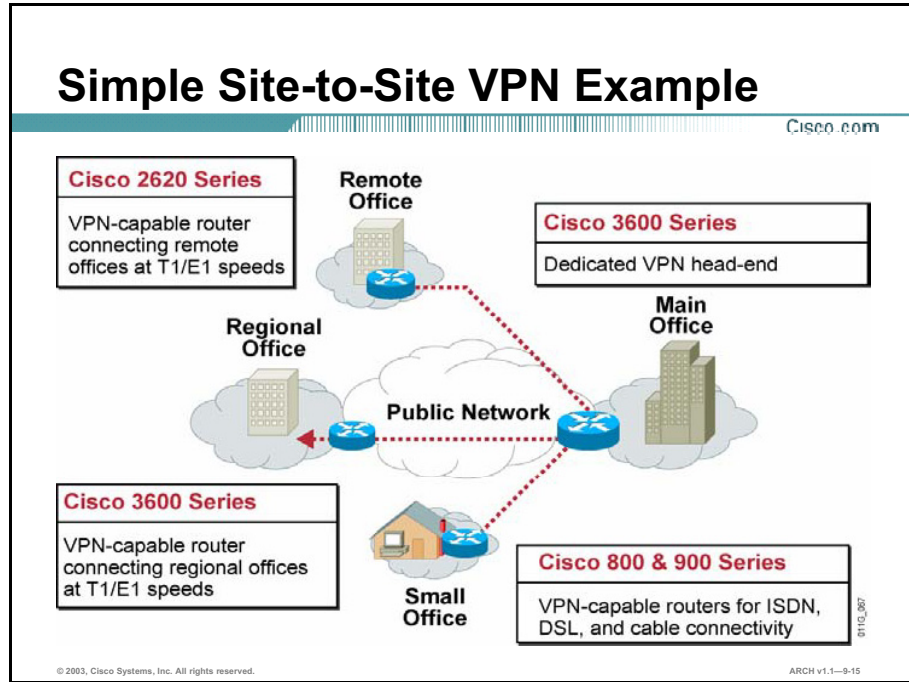 Simple Site-to-Site VPN Example
Cisco.com
Cisco 2620 Series
VPN-capable router
connecting remote
offices at T1/E1 speeds
Remote
Office
Cisco 3600 Series
Dedicated VPN head-end
Regional
Office
Main
Office
Public Network
Cisco 3600 Series
VPN-capable router
connecting regional offices
at T1/E1 speeds
Small
Office
Cisco 800 & 900 Series
VPN-capable routers for ISDN,
DSL, and cable connectivity
011G_067
© 2003, Cisco Systems, Inc. All rights reserved.
ARCH v1.1—9-15